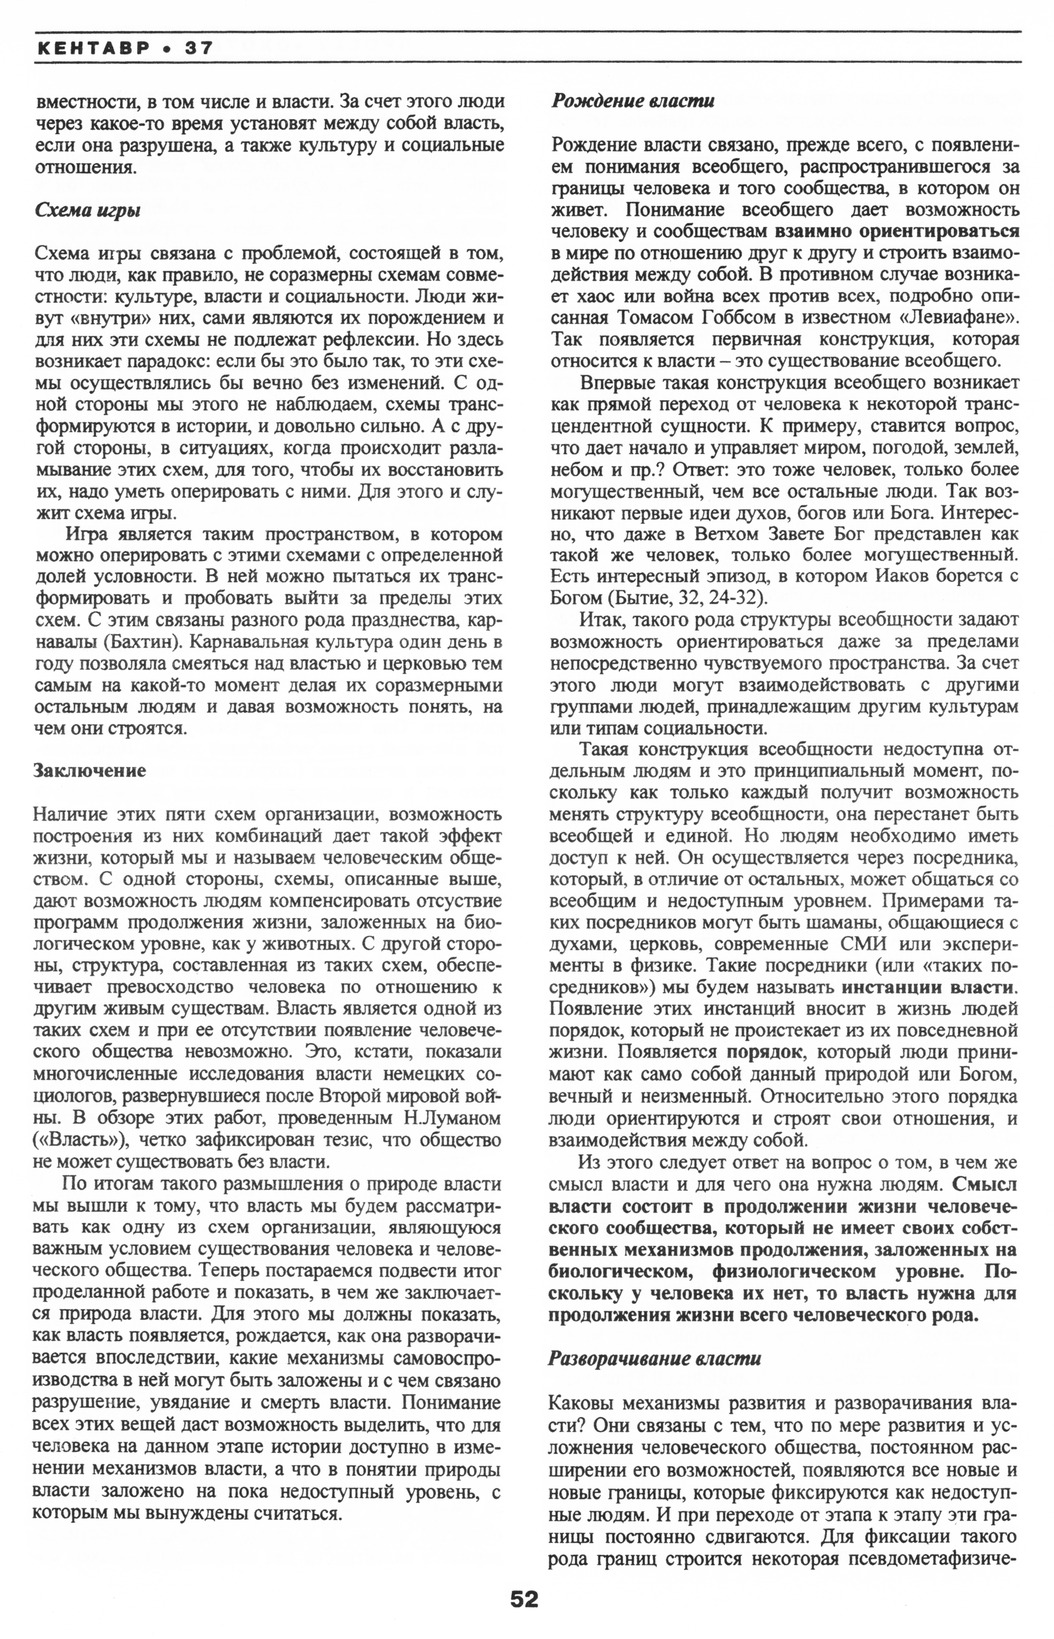 КЕНТАВР • 37
вместности, в том числе и власти. За счет этого люди
через какое-то время установят между собой власть,
если она разрушена, а также культуру и социальные
отношения.
Схема игры
Схема игры связана с проблемой, состоящей в том,
что люди, как правило, не соразмерны схемам совме-
стности: культуре, власти и социальности. Люди жи-
вут «внутри» них, сами являются их порождением и
для них эти схемы не подлежат рефлексии. Но здесь
возникает парадокс: если бы это было так, то эти схе-
мы осуществлялись бы вечно без изменений. С од-
ной стороны мы этого не наблюдаем, схемы транс-
формируются в истории, и довольно сильно. А с дру-
гой стороны, в ситуациях, когда происходит разла-
мывание этих схем, для того, чтобы их восстановить
их, надо уметь оперировать с ними. Для этого и слу-
жит схема игры.
Игра является таким пространством, в котором
можно оперировать с этими схемами с определенной
долей условности. В ней можно пытаться их транс-
формировать и пробовать выйти за пределы этих
схем. С этим связаны разного рода празднества, кар-
навалы (Бахтин). Карнавальная культура один день в
году позволяла смеяться над властью и церковью тем
самым на какой-то момент делая их соразмерными
остальным людям и давая возможность понять, на
чем они строятся.
Заключение
Наличие этих пяти схем организации, возможность
построения из них комбинаций дает такой эффект
жизни, который мы и называем человеческим обще-
ством. С одной стороны, схемы, описанные выше,
дают возможность людям компенсировать отсуствие
программ продолжения жизни, заложенных на био-
логическом уровне, как у животных. С другой сторо-
ны, структура, составленная из таких схем, обеспе-
чивает превосходство человека по отношению к
другим живым существам. Власть является одной из
таких схем и при ее отсутствии появление человече-
ского общества невозможно. Это, кстати, показали
многочисленные исследования власти немецких со-
циологов, развернувшиеся после Второй мировой вой-
ны. В обзоре этих работ, проведенным Н.Луманом
(«Власть»), четко зафиксирован тезис, что общество
не может существовать без власти.
По итогам такого размышления о природе власти
мы вышли к тому, что власть мы будем рассматри-
вать как одну из схем организации, являющуюся
важным условием существования человека и челове-
ческого общества. Теперь постараемся подвести итог
проделанной работе и показать, в чем же заключает-
ся природа власти. Для этого мы должны показать,
как власть появляется, рождается, как она разворачи-
вается впоследствии, какие механизмы самовоспро-
изводства в ней могут быть заложены и с чем связано
разрушение, увядание и смерть власти. Понимание
всех этих вещей даст возможность выделить, что для
человека на данном этапе истории доступно в изме-
нении механизмов власти, а что в понятии природы
власти заложено на пока недоступный уровень, с
которым мы вынуждены считаться.
Рождение власти
Рождение власти связано, прежде всего, с появлени-
ем понимания всеобщего, распространившегося за
границы человека и того сообщества, в котором он
живет. Понимание всеобщего дает возможность
человеку и сообществам взаимно ориентироваться
в мире по отношению друг к другу и строить взаимо-
действия между собой. В противном случае возника-
ет хаос или война всех против всех, подробно опи-
санная Томасом Гоббсом в известном «Левиафане».
Так появляется первичная конструкция, которая
относится к власти – это существование всеобщего.
Впервые такая конструкция всеобщего возникает
как прямой переход от человека к некоторой транс-
цендентной сущности. К примеру, ставится вопрос,
что дает начало и управляет миром, погодой, землей,
небом и пр.? Ответ: это тоже человек, только более
могущественный, чем все остальные люди. Так воз-
никают первые идеи духов, богов или Бога. Интерес-
но, что даже в Ветхом Завете Бог представлен как
такой же человек, только более могущественный.
Есть интересный эпизод, в котором Иаков борется с
Богом (Бытие, 32, 24-32).
Итак, такого рода структуры всеобщности задают
возможность ориентироваться даже за пределами
непосредственно чувствуемого пространства. За счет
этого люди могут взаимодействовать с другими
группами людей, принадлежащим другим культурам
или типам социальности.
Такая конструкция всеобщности недоступна от-
дельным людям и это принципиальный момент, по-
скольку как только каждый получит возможность
менять структуру всеобщности, она перестанет быть
всеобщей и единой. Но людям необходимо иметь
доступ к ней. Он осуществляется через посредника,
который, в отличие от остальных, может общаться со
всеобщим и недоступным уровнем. Примерами та-
ких посредников могут быть шаманы, общающиеся с
духами, церковь, современные СМИ или экспери-
менты в физике. Такие посредники (или «таких по-
средников») мы будем называть инстанции власти.
Появление этих инстанций вносит в жизнь людей
порядок, который не проистекает из их повседневной
жизни. Появляется порядок, который люди прини-
мают как само собой данный природой или Богом,
вечный и неизменный. Относительно этого порядка
люди ориентируются и строят свои отношения, и
взаимодействия между собой.
Из этого следует ответ на вопрос о том, в чем же
смысл власти и для чего она нужна людям. Смысл
власти состоит в продолжении жизни человече-
ского сообщества, который не имеет своих собст-
венных механизмов продолжения, заложенных на
биологическом, физиологическом уровне. По-
скольку у человека их нет, то власть нужна для
продолжения жизни всего человеческого рода.
Разворачивание власти
Каковы механизмы развития и разворачивания вла-
сти? Они связаны с тем, что по мере развития и ус-
ложнения человеческого общества, постоянном рас-
ширении его возможностей, появляются все новые и
новые границы, которые фиксируются как недоступ-
ные людям. И при переходе от этапа к этапу эти гра-
ницы постоянно сдвигаются. Для фиксации такого
рода границ строится некоторая псевдометафизиче-
52